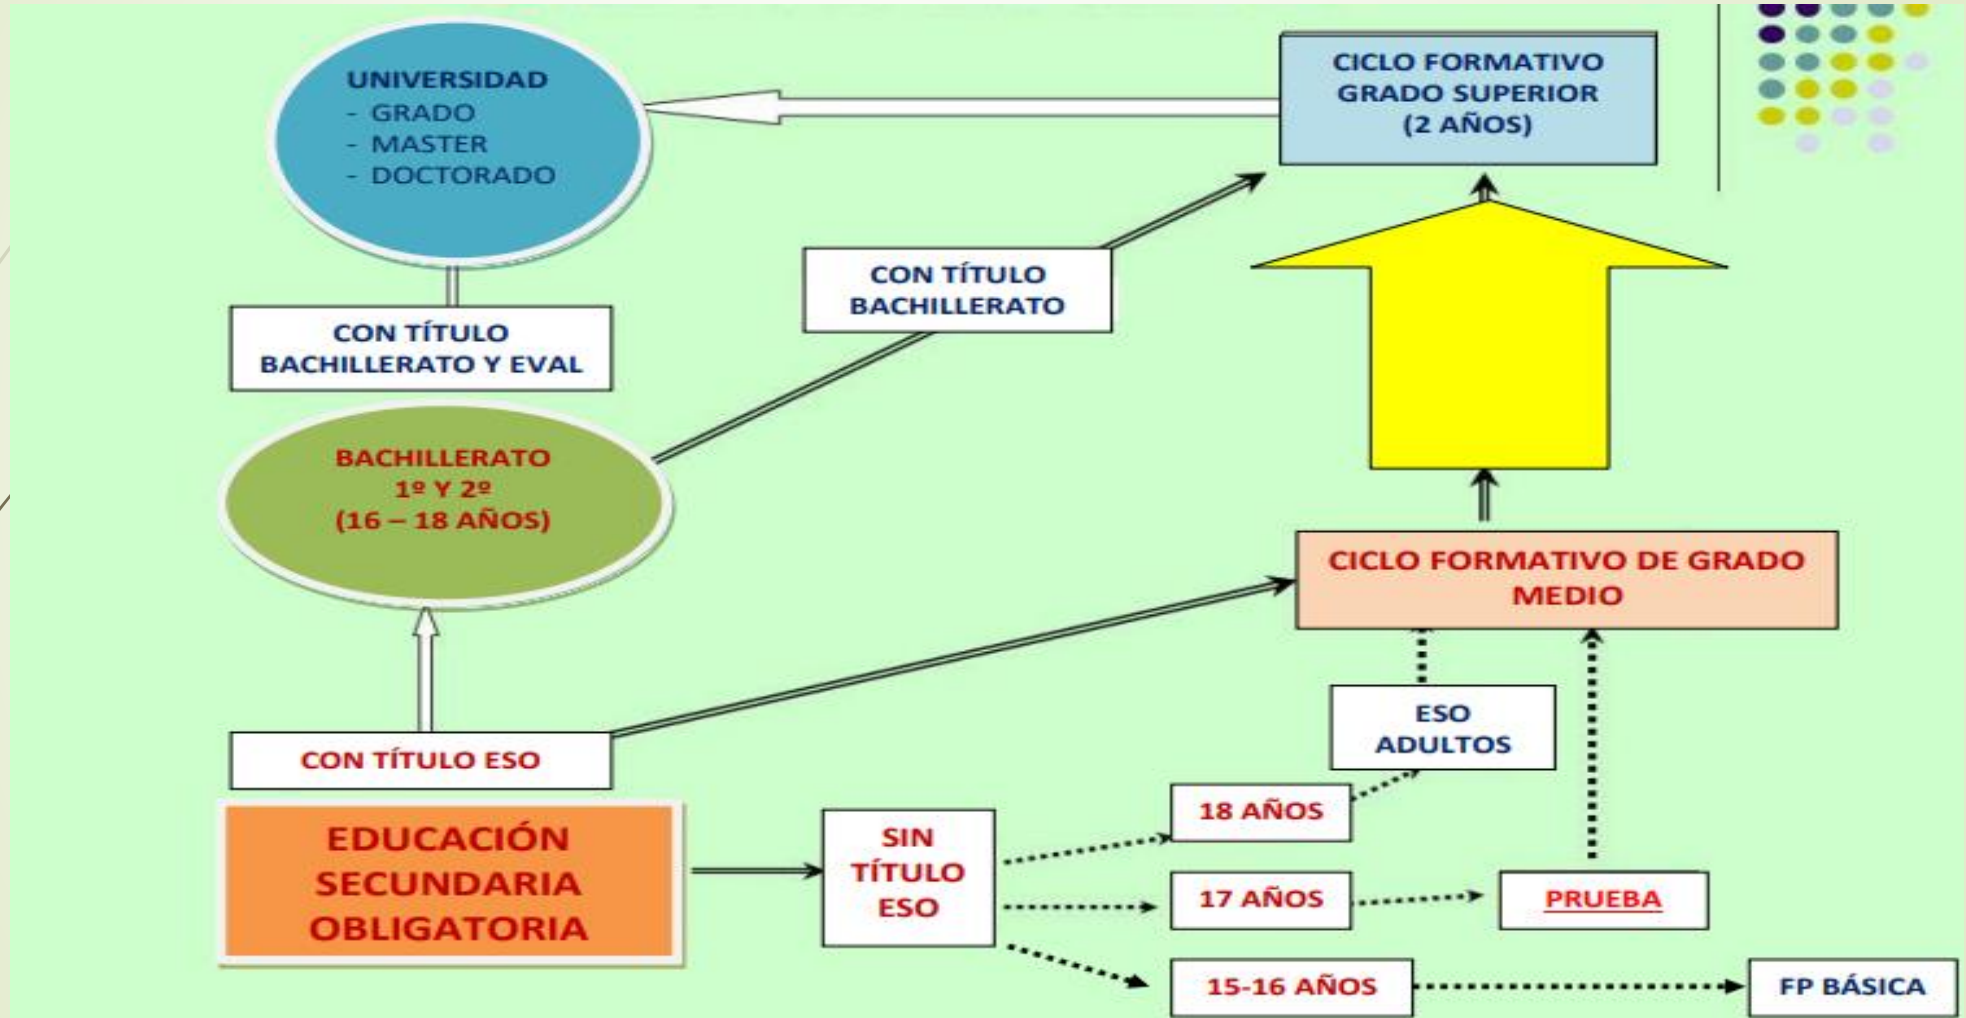 UNIVERSIDAD
- GRADO
- MASTER
- DOCTORADO
CICLO FORMATIVO
GRADO SUPERIOR
(2 AÑOS)
CON TÍTULO
BACHILLERATO
CON TÍTULO
BACHILLERATO Y EVAL
BACHILLERATO
1º Y 2º
(16 – 18 AÑOS)
CICLO FORMATIVO DE GRADO
MEDIO
ESO
ADULTOS
CON TÍTULO ESO
EDUCACIÓN
SECUNDARIA
OBLIGATORIA
SIN
TÍTULO
ESO
18 AÑOS
17 AÑOS
PRUEBA
15-16 AÑOS
FP BÁSICA